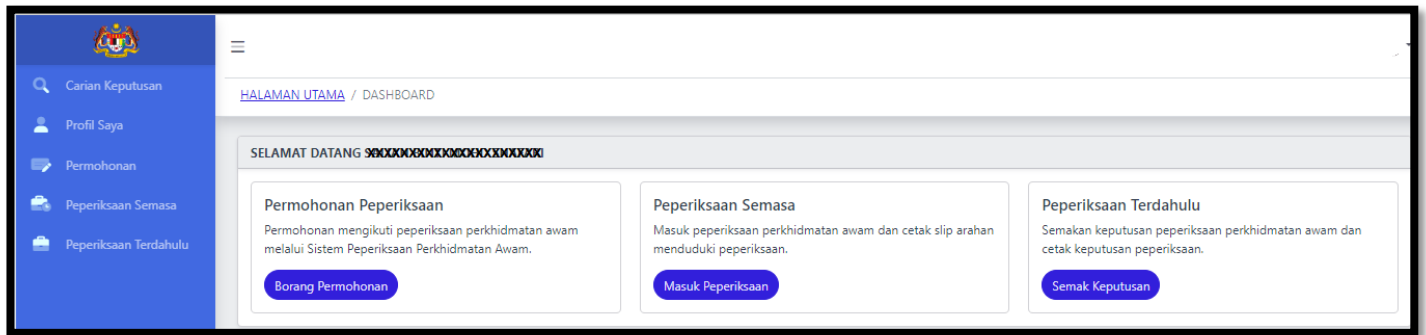 Carian Keputusan
Profil Saya
Permohonan
Peperiksaan Semasa
Peperiksaan Terdahulu
HALAMAN UTAMA / DASHBOARD
SELAMAT DATANG
Permohonan Peperiksaan
Permohonan mengikuti peperiksaan perkhidmatan awam
melalui Sistem Peperiksaan Perkhidmatan Awam.
Borang Permohonan
Peperiksaan Semasa
Masuk peperiksaan perkhidmatan awam dan cetak slip arahan
menduduki peperiksaan.
Masuk Peperiksaan
Peperiksaan Terdahulu
Semakan keputusan peperiksaan perkhidmatan awam dan
cetak keputusan peperiksaan.
Semak Keputusan